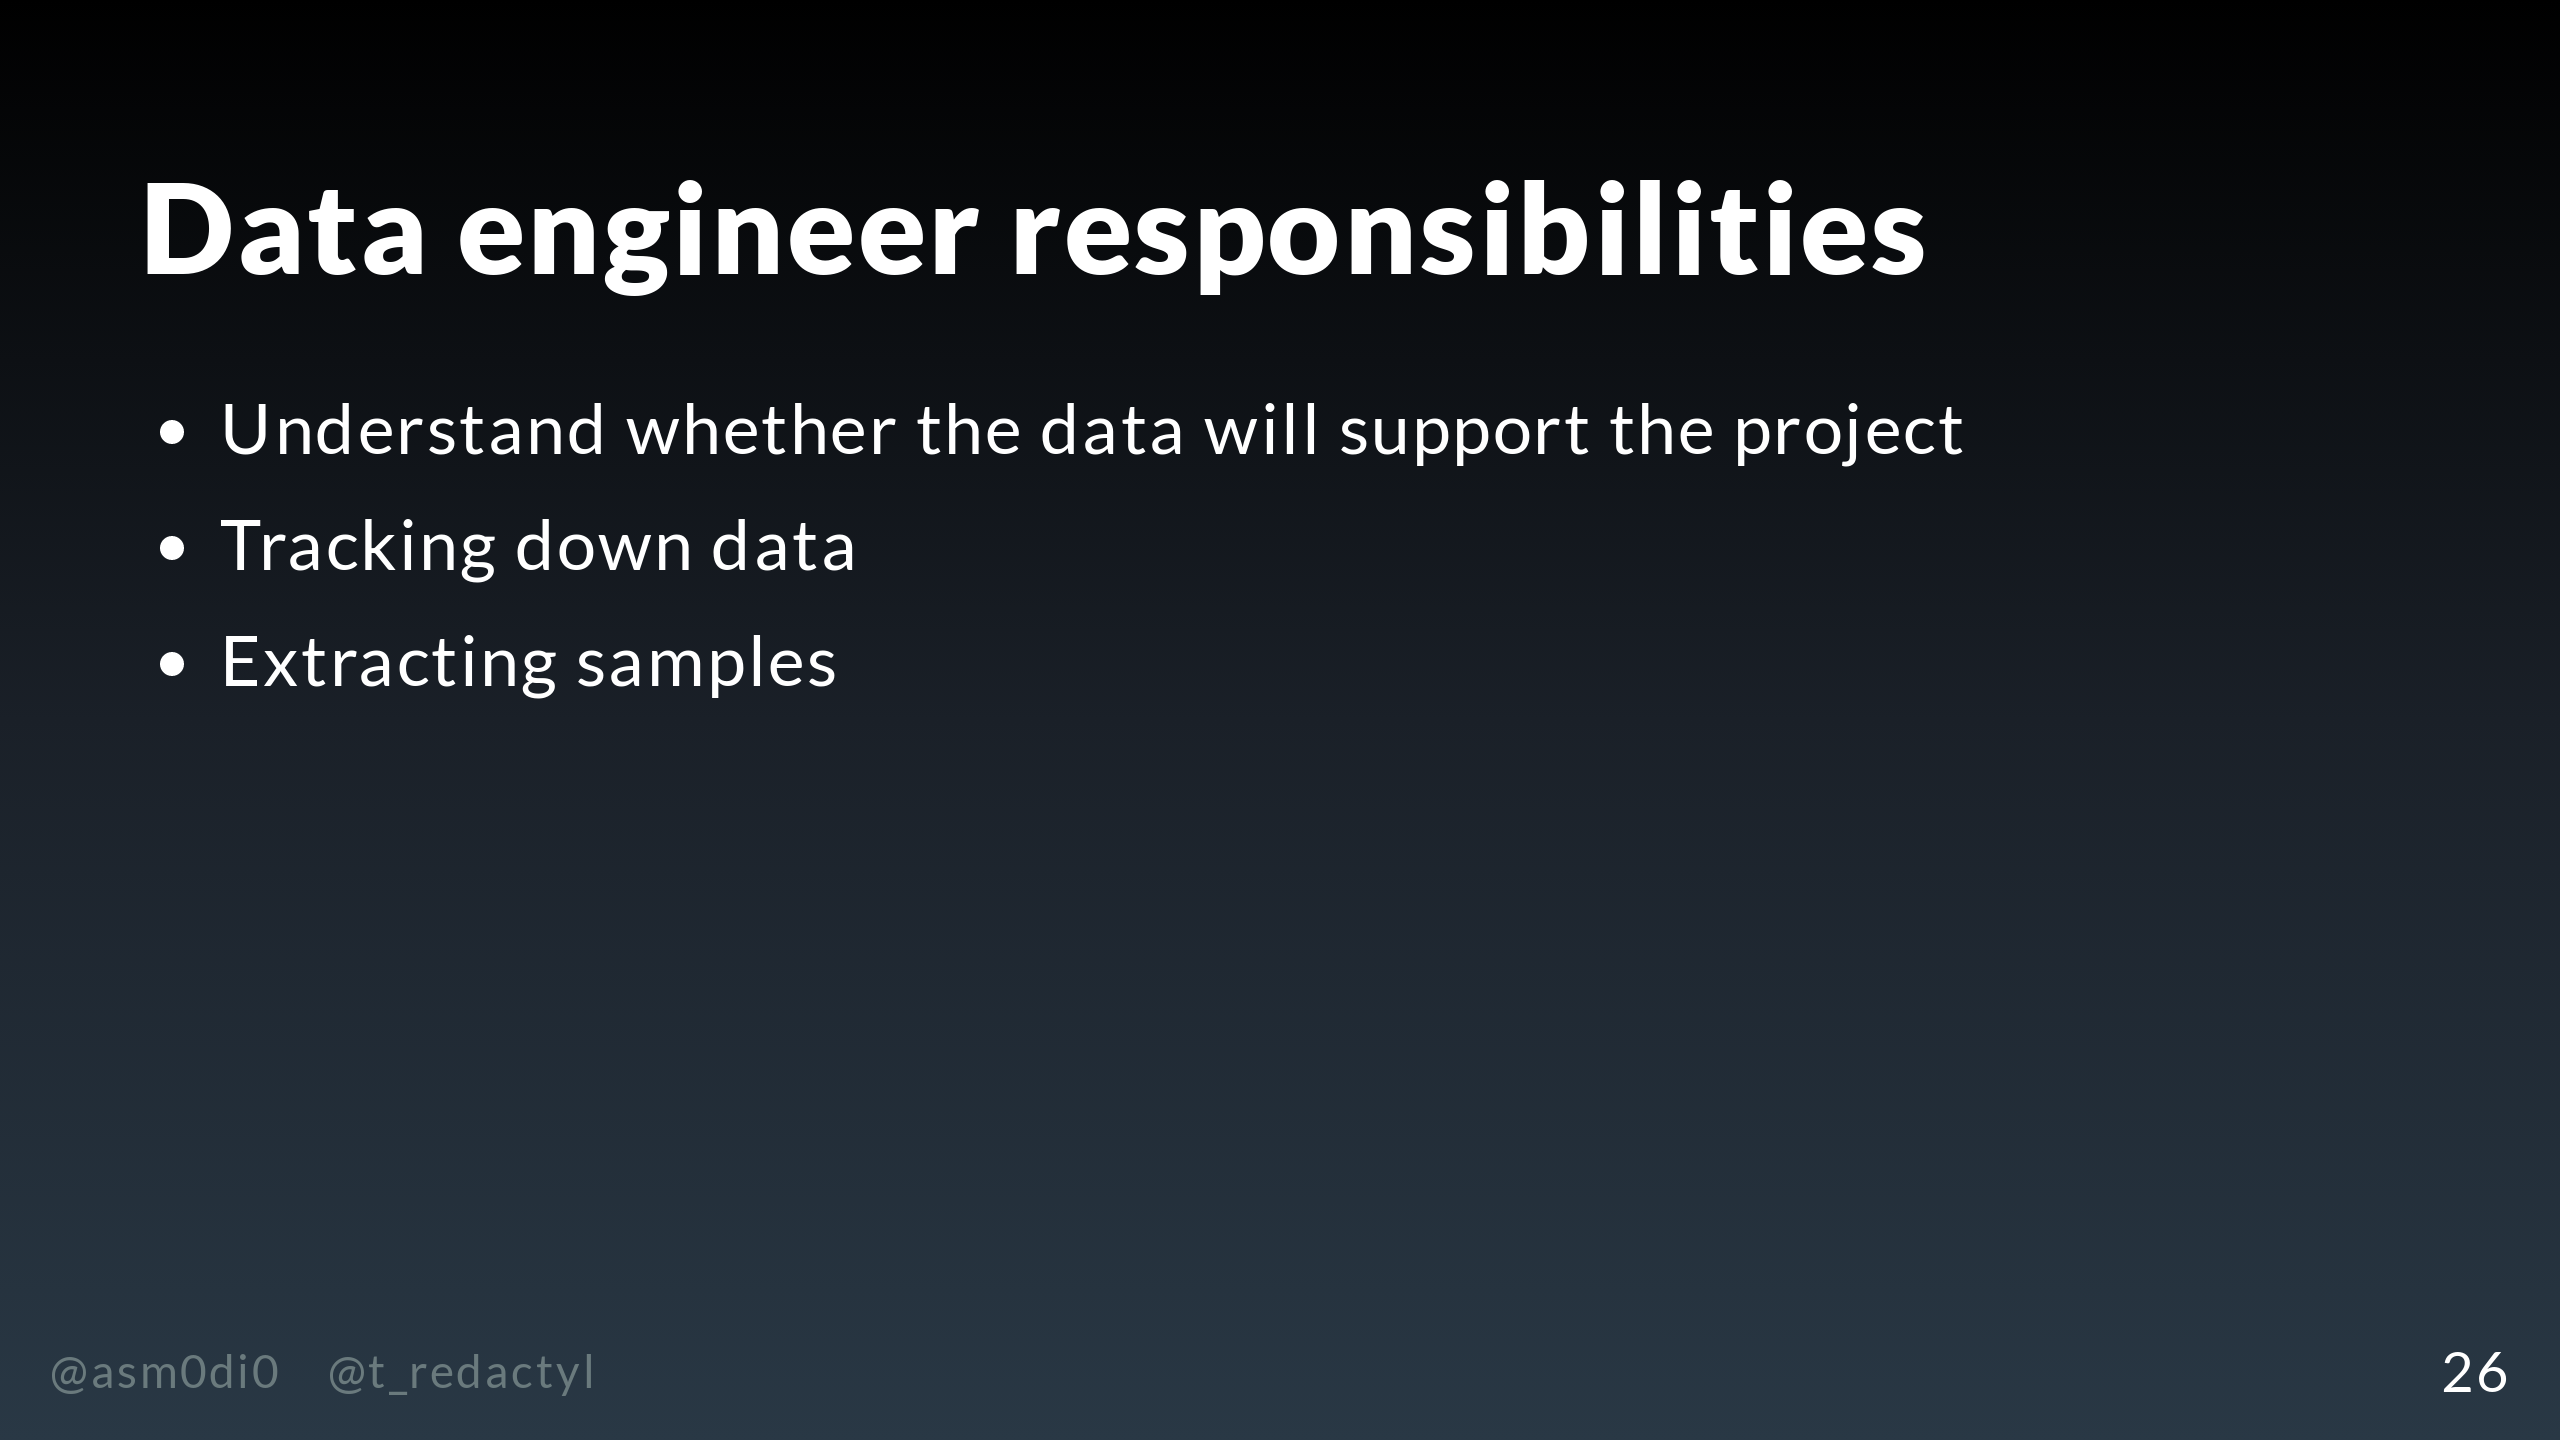 Data engineer responsibilities
• Understand whether the data will support the project
• Tracking down data
• Extracting samples
@asm0di0 @t_redactyl
26